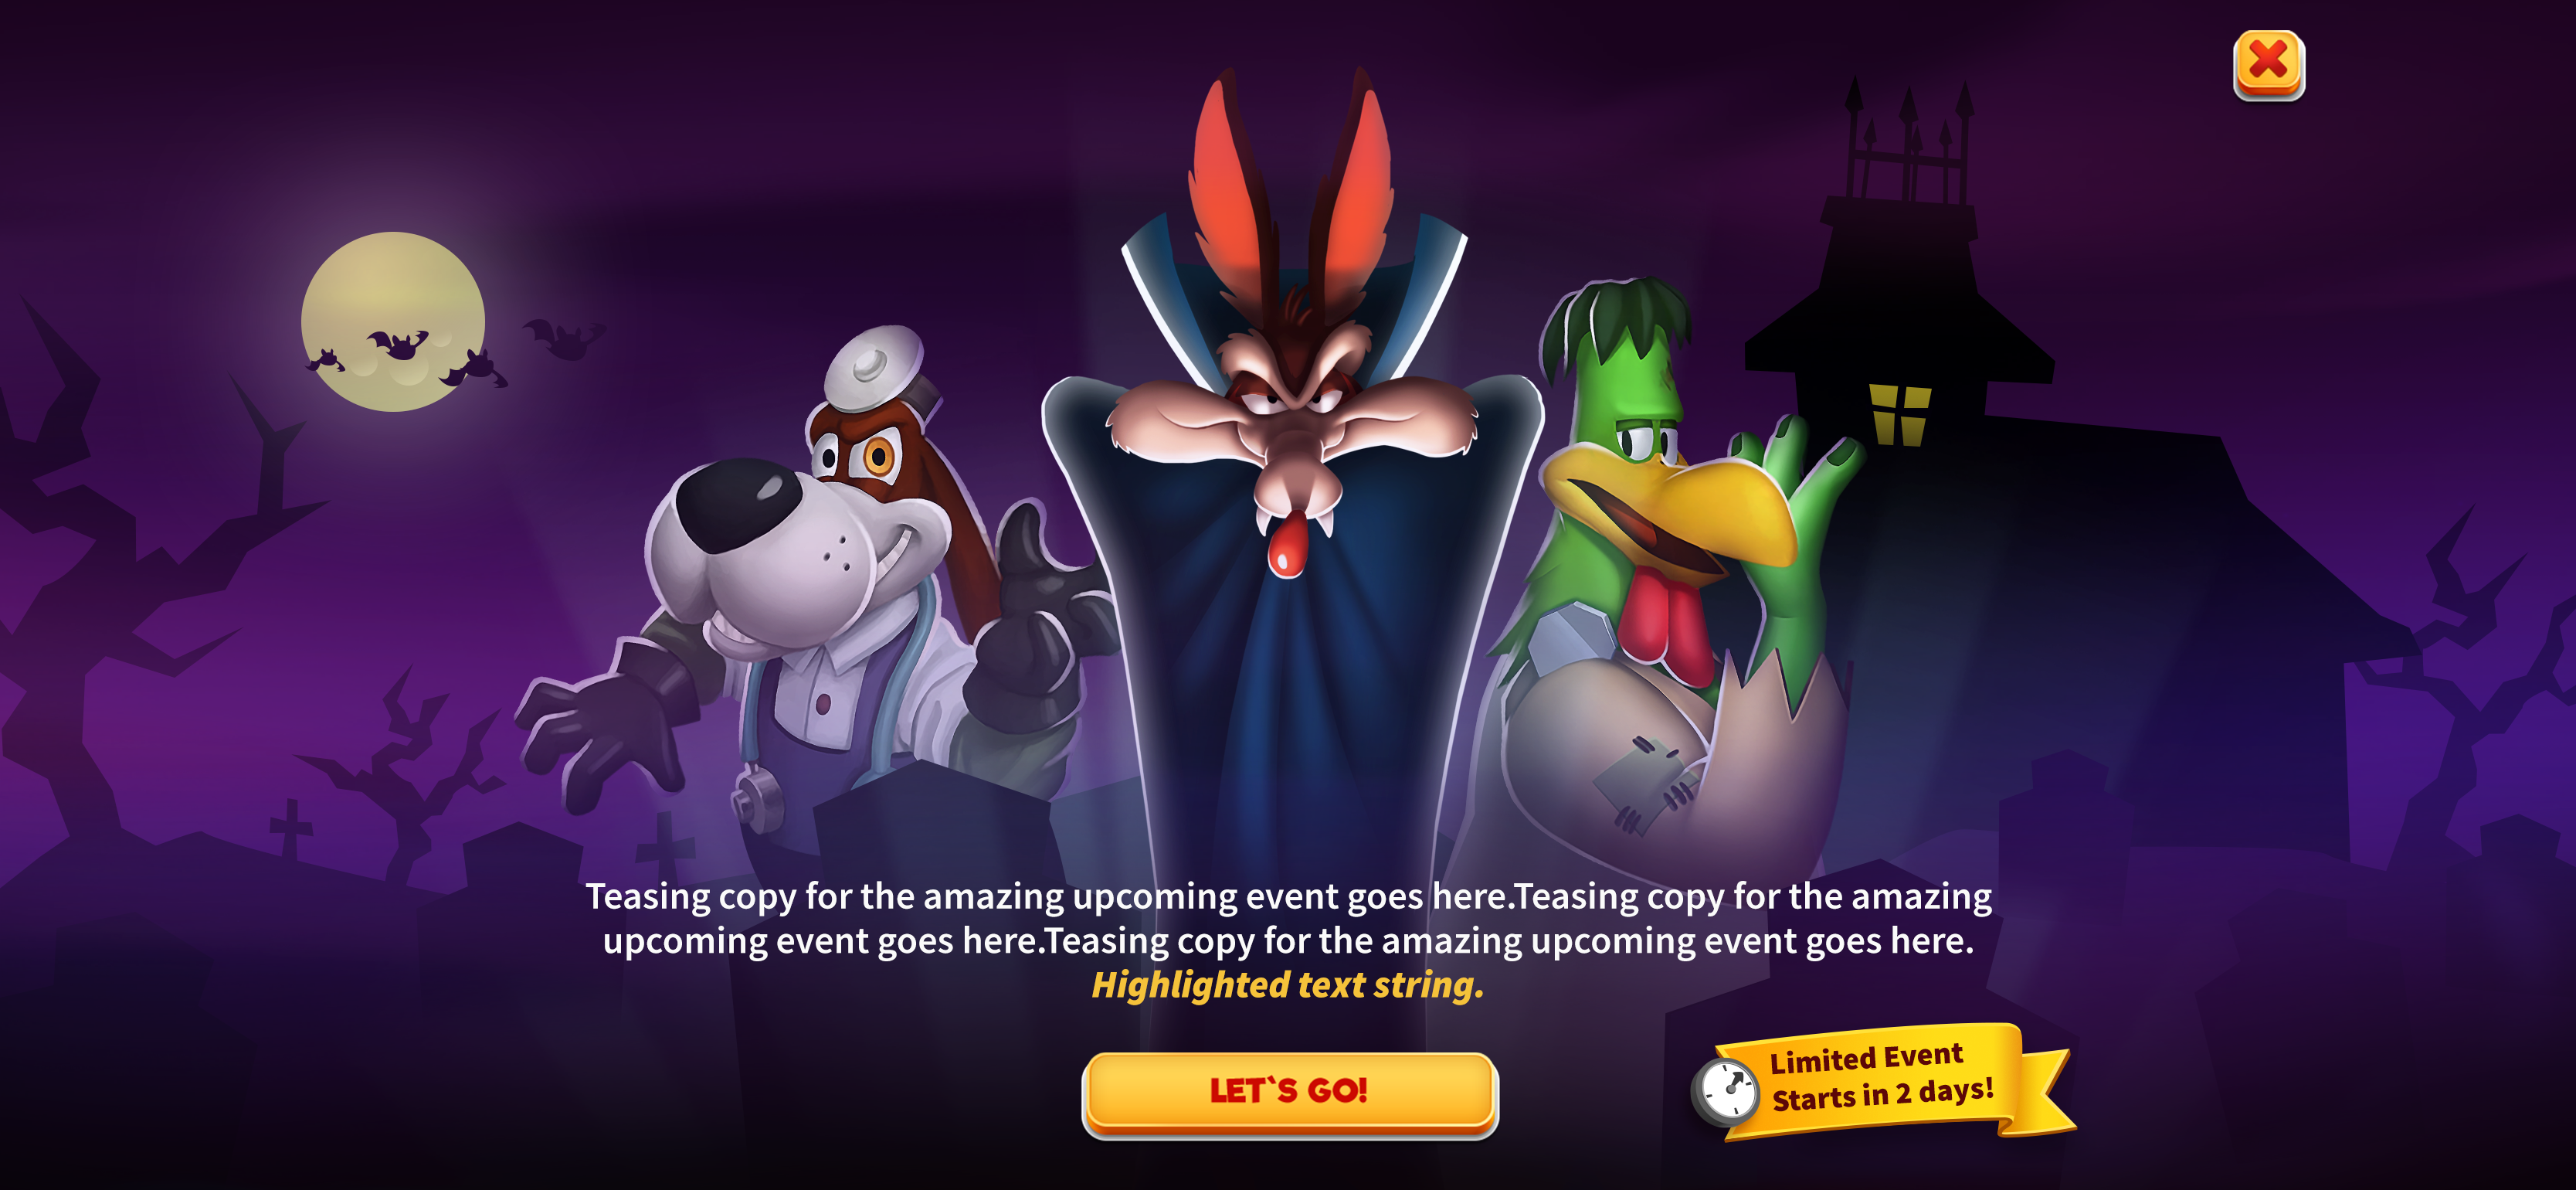 Teasing copy for the amazing upcoming event goes here.Teasing copy for the amazing
upcoming event goes here.Teasing copy for the amazing upcoming event goes here.
Highlighted text string.
LET`S GO!
Limited Event
Starts in 2 days!